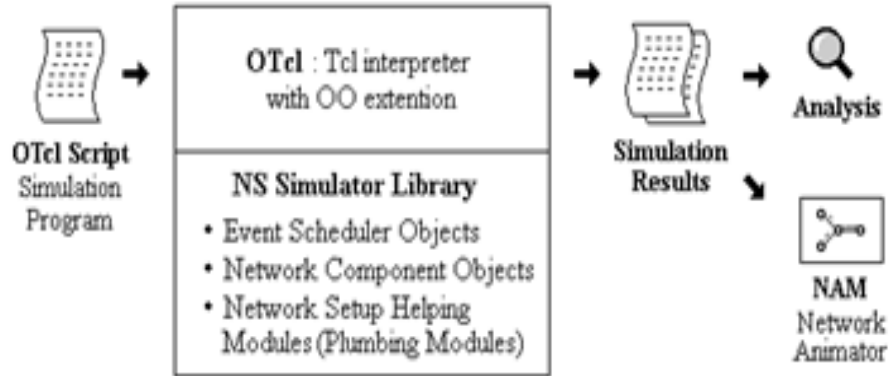 OTcl Script
Simulation
Program
OTcl : Tcl interpreter
with OO extention
NS Simulator Library
• Event Scheduler Objects
• Network Component Objects
• Network Setup Helping
Modules (Plumbing Modules)
Simulation
Results
Analysis
NAM
Network
Animator